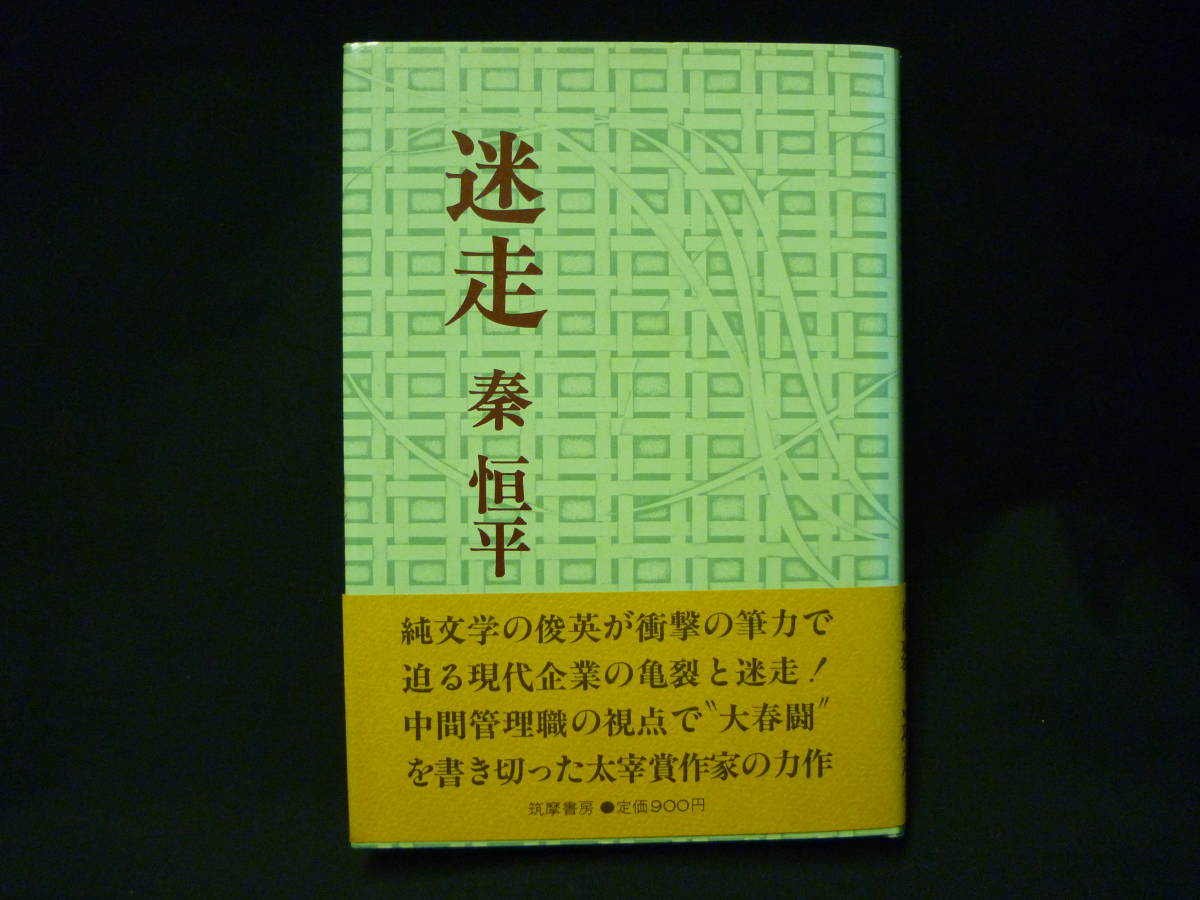 迷走
秦恒平
純文学の俊英が衝撃の筆力で
迫る現代企業の亀裂と迷走!
中間管理職の視点で〝大春闘〟
を書き切った太宰賞作家の力作
筑摩書房 ●定価900円